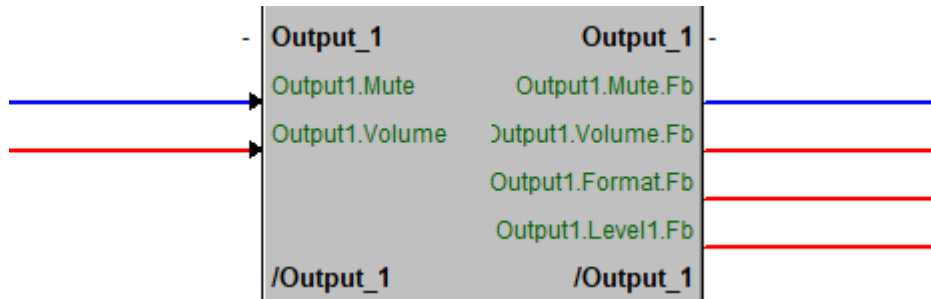 - Output_1 Output_1 -
Output1.Mute Output1.Mute.Fb
Output1.Volume Output1.Volume.Fb
Output1.Format.Fb
Output1.Level1.Fb
/Output_1 /Output_1